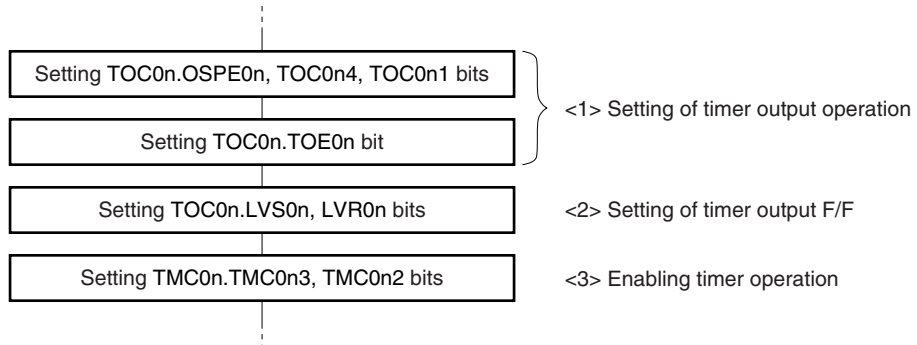 Setting TOC0n.OSPE0n, TOC0n4, TOC0n1 bits
<1> Setting of timer output operation
Setting TOC0n.TOE0n bit
Setting TOC0n.LVS0n, LVR0n bits
<2> Setting of timer output F/F
Setting TMC0n.TMC0n3, TMC0n2 bits
<3> Enabling timer operation